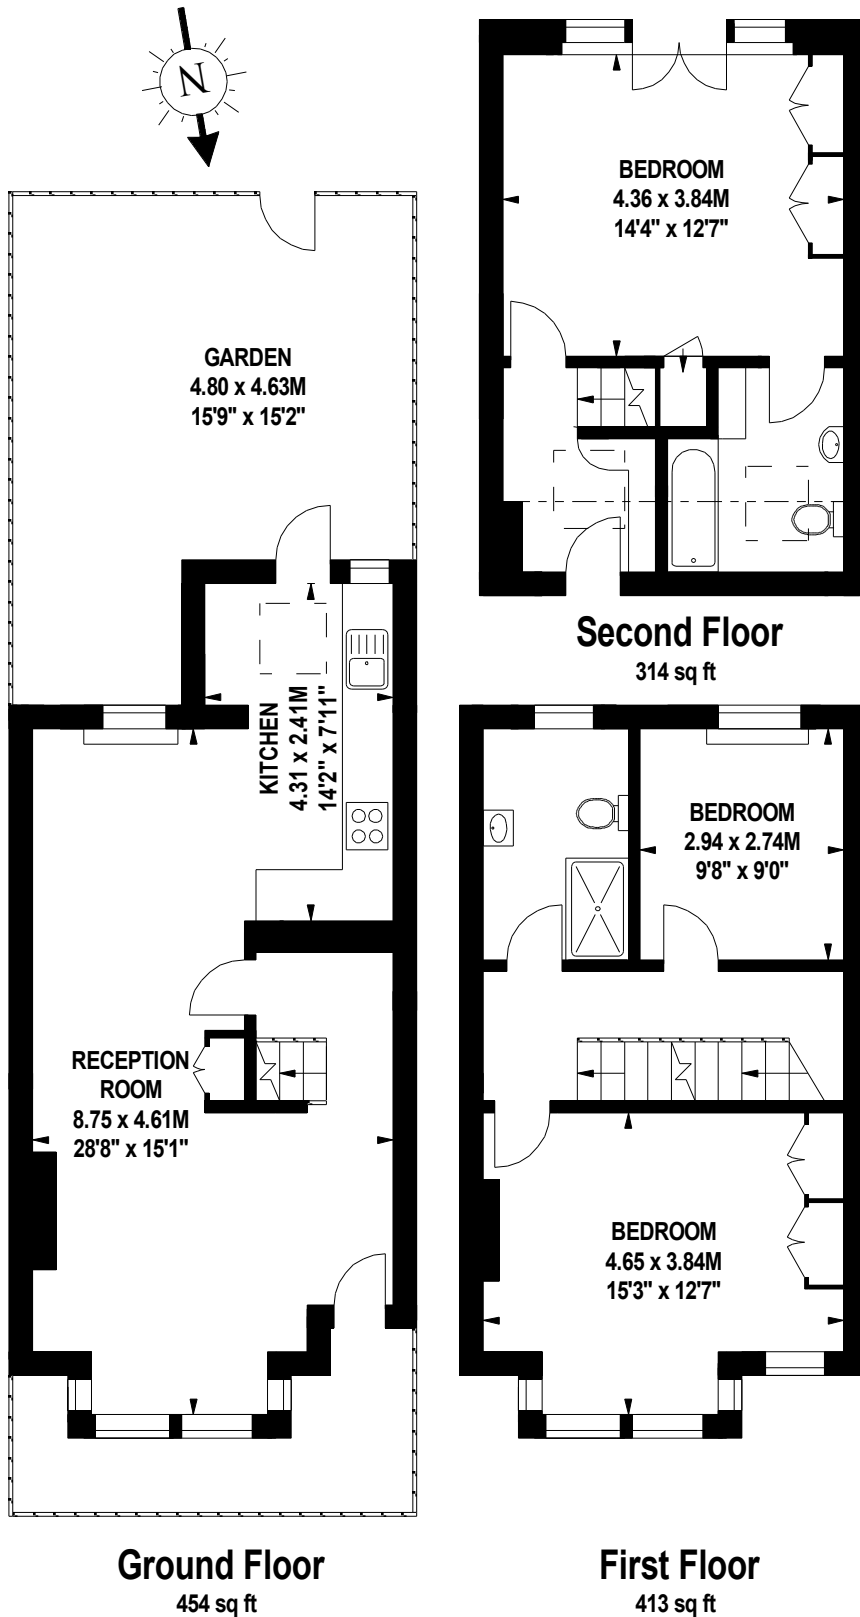 N
GARDEN
4.80 x 4.63M
15'9" x 15'2"
KITCHEN
4.31 x 2.41M
14'2" x 7'11"
RECEPTION
ROOM
8.75 x 4.61M
28'8" x 15'1"
Ground Floor
454 sq ft
BEDROOM
4.36 x 3.84M
14'4" x 12'7"
Second Floor
314 sq ft
BEDROOM
2.94 x 2.74M
9'8" x 9'0"
BEDROOM
4.65 x 3.84M
15'3" x 12'7"
First Floor
413 sq ft